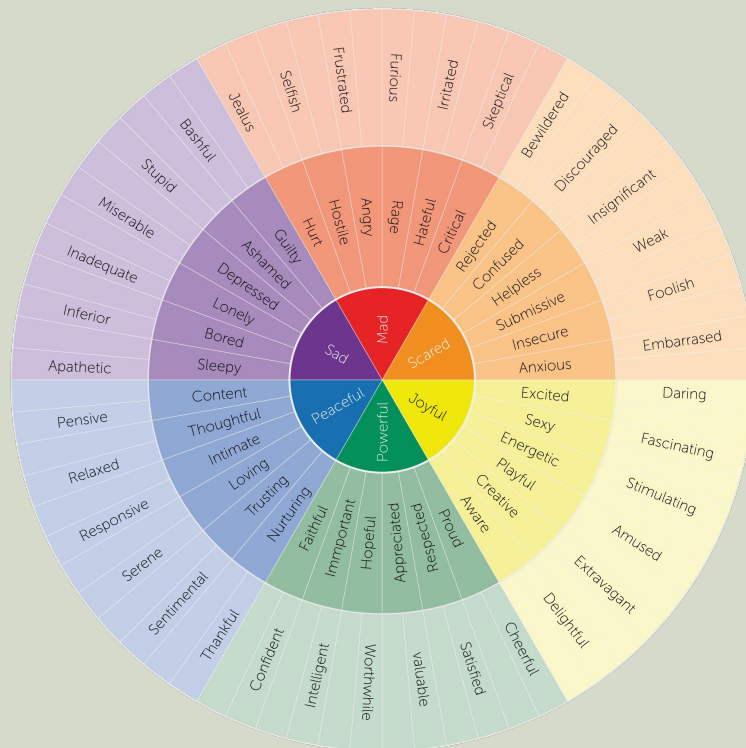 Mad
Scared
Joyful
Powerful
Peaceful
Sad
Hurt
Hostile
Angry
Rage
Hateful
Critical
Rejected
Confused
Helpless
Submissive
Insecure
Anxious
Excited
Sexy
Energetic
Playful
Creative
Aware
Proud
Respected
Appreciated
Hopeful
Immportant
Faithful
Nurturing
Trusting
Loving
Intimate
Thoughtful
Content
Sleepy
Bored
Lonely
Depressed
Ashamed
Guilty
Jealus
Selfish
Frustrated
Furious
Irritated
Skeptical
Bewildered
Discouraged
Insignificant
Weak
Foolish
Embarrased
Daring
Fascinating
Stimulating
Amused
Extravagant
Delightful
Cheerful
Satisfied
valuable
Worthwhile
Intelligent
Confident
Thankful
Sentimental
Serene
Responsive
Relaxed
Pensive
Apathetic
Inferior
Inadequate
Miserable
Stupid
Bashful